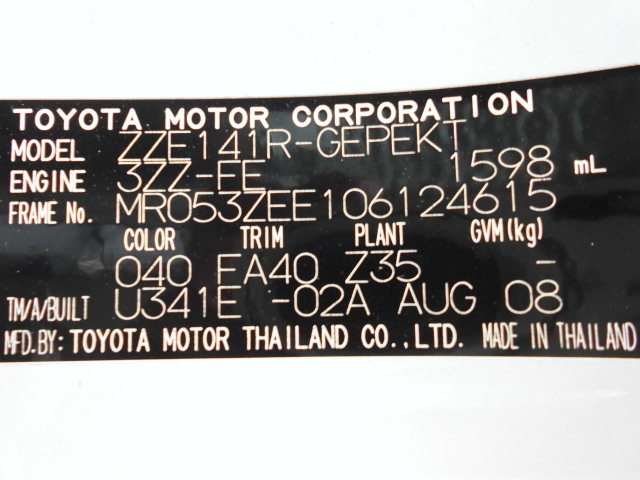 TOYOTA MOTOR CORPORATION
MODEL ZZE141R-GEPEKT
ENGINE 3ZZ-FE 1598 mL
FRAME No. MR053ZEE106124615
COLOR TRIM PLANT GVM(kg)
040 FA40 Z35 -
TM/A/BUILT U341E -02A AUG 08
MFD.BY: TOYOTA MOTOR THAILAND CO.,LTD. MADE IN THAILAND